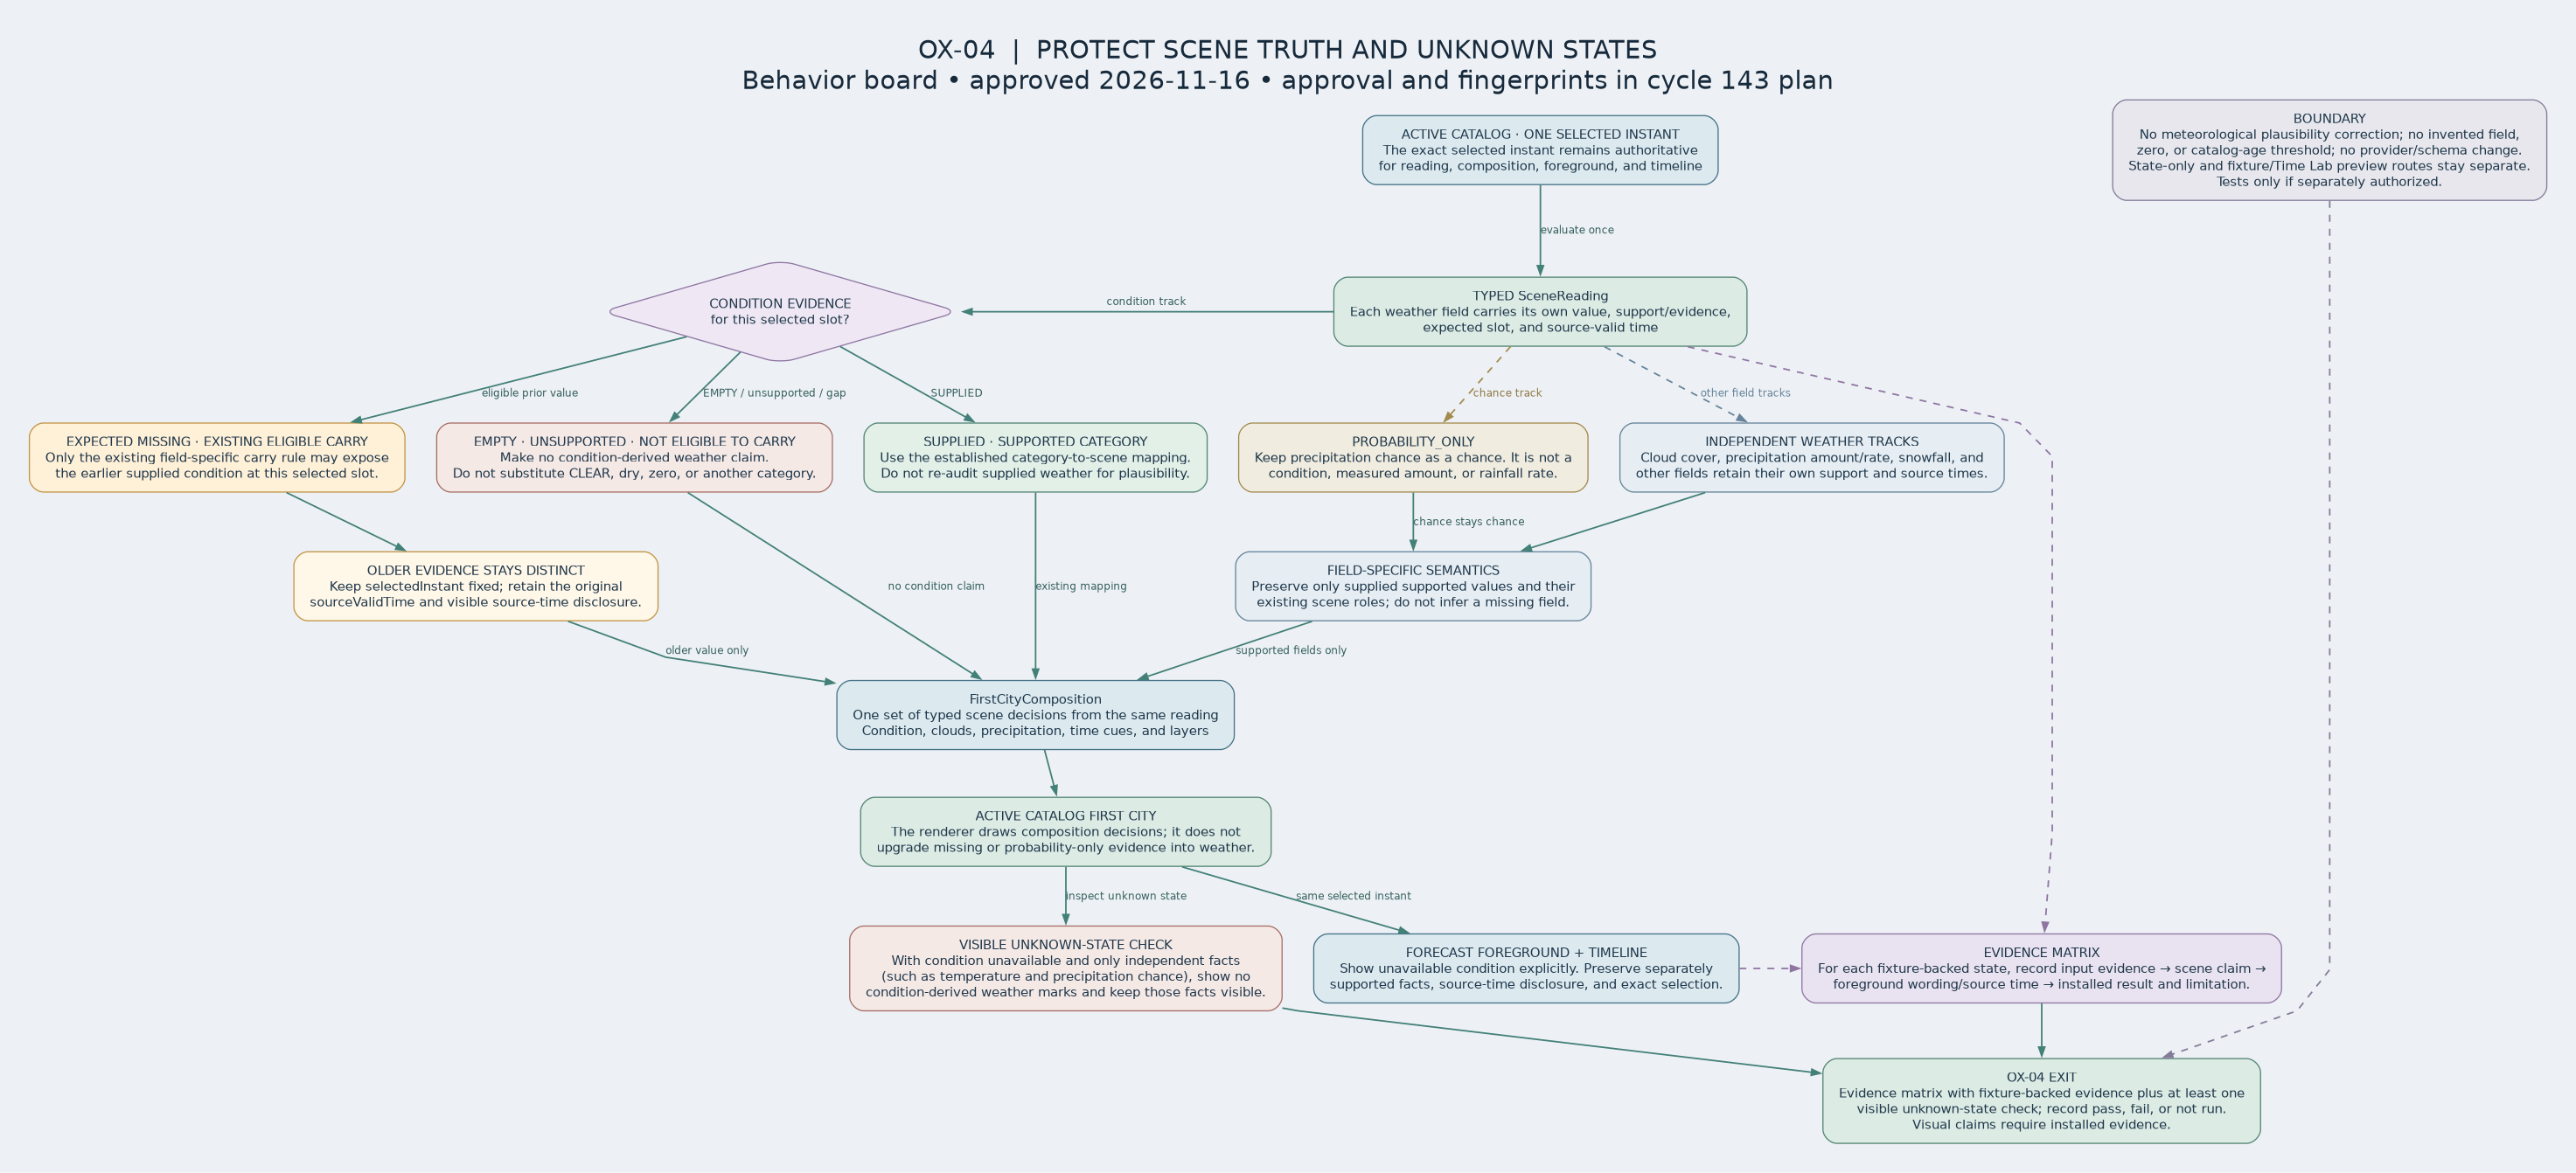 OX-04 | PROTECT SCENE TRUTH AND UNKNOWN STATES
Behavior board • approved 2026-11-16 • approval and fingerprints in cycle 143 plan
BOUNDARY
No meteorological plausibility correction; no invented field,
zero, or catalog-age threshold; no provider/schema change.
State-only and fixture/Time Lab preview routes stay separate.
Tests only if separately authorized.
ACTIVE CATALOG · ONE SELECTED INSTANT
The exact selected instant remains authoritative
for reading, composition, foreground, and timeline
evaluate once
TYPED SceneReading
Each weather field carries its own value, support/evidence,
expected slot, and source-valid time
condition track
CONDITION EVIDENCE
for this selected slot?
eligible prior value
EMPTY / unsupported / gap
SUPPLIED
chance track
other field tracks
EXPECTED MISSING · EXISTING ELIGIBLE CARRY
Only the existing field-specific carry rule may expose
the earlier supplied condition at this selected slot.
EMPTY · UNSUPPORTED · NOT ELIGIBLE TO CARRY
Make no condition-derived weather claim.
Do not substitute CLEAR, dry, zero, or another category.
SUPPLIED · SUPPORTED CATEGORY
Use the established category-to-scene mapping.
Do not re-audit supplied weather for plausibility.
PROBABILITY_ONLY
Keep precipitation chance as a chance. It is not a
condition, measured amount, or rainfall rate.
INDEPENDENT WEATHER TRACKS
Cloud cover, precipitation amount/rate, snowfall, and
other fields retain their own support and source times.
chance stays chance
OLDER EVIDENCE STAYS DISTINCT
Keep selectedInstant fixed; retain the original
sourceValidTime and visible source-time disclosure.
no condition claim
existing mapping
FIELD-SPECIFIC SEMANTICS
Preserve only supplied supported values and their
existing scene roles; do not infer a missing field.
older value only
supported fields only
FirstCityComposition
One set of typed scene decisions from the same reading
Condition, clouds, precipitation, time cues, and layers
ACTIVE CATALOG FIRST CITY
The renderer draws composition decisions; it does not
upgrade missing or probability-only evidence into weather.
inspect unknown state
same selected instant
VISIBLE UNKNOWN-STATE CHECK
With condition unavailable and only independent facts
(such as temperature and precipitation chance), show no
condition-derived weather marks and keep those facts visible.
FORECAST FOREGROUND + TIMELINE
Show unavailable condition explicitly. Preserve separately
supported facts, source-time disclosure, and exact selection.
EVIDENCE MATRIX
For each fixture-backed state, record input evidence → scene claim →
foreground wording/source time → installed result and limitation.
OX-04 EXIT
Evidence matrix with fixture-backed evidence plus at least one
visible unknown-state check; record pass, fail, or not run.
Visual claims require installed evidence.